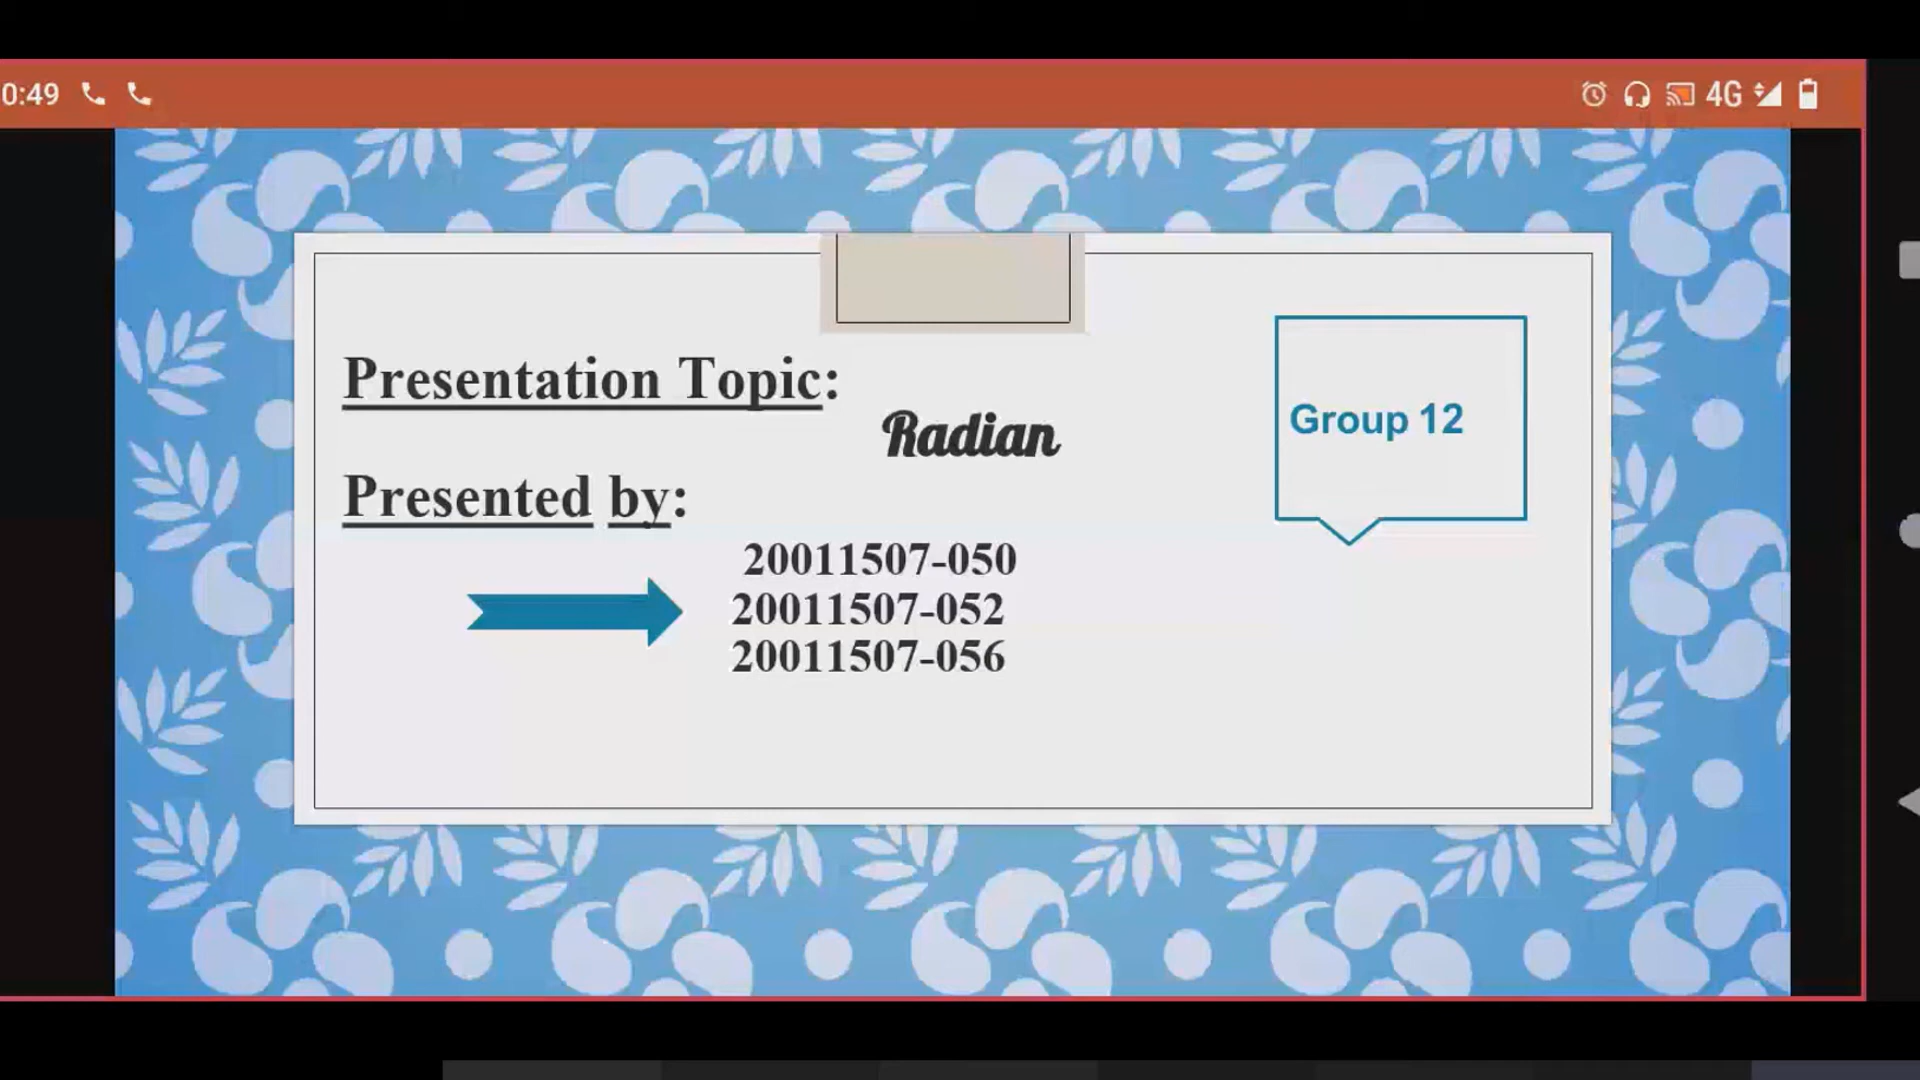 0:49
4G
Presentation Topic:
Radian
Group 12
Presented by:
20011507-050
20011507-052
20011507-056